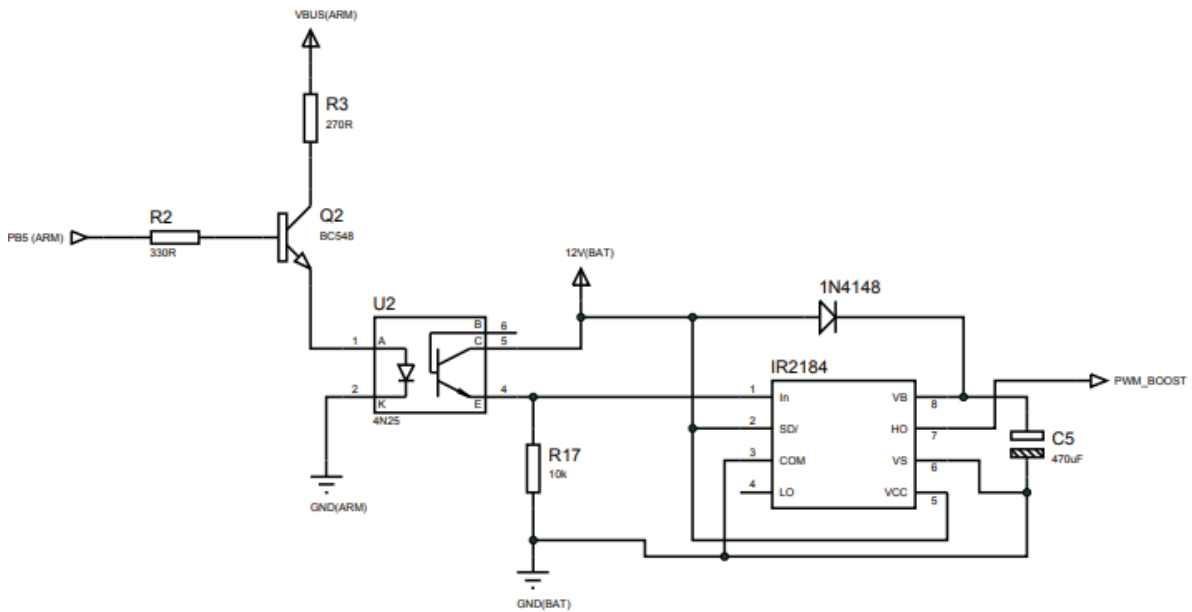 VBUS(ARM)
R3
270R
PB5 (ARM)
R2
330R
Q2
BC548
12V(BAT)
1N4148
U2
1
A
2
K
B
6
C
5
E
4
4N25
GND(ARM)
R17
10k
GND(BAT)
IR2184
1
In
2
SD/
3
COM
4
LO
VB
8
HO
7
VS
6
VCC
5
PWM_BOOST
C5
470uF